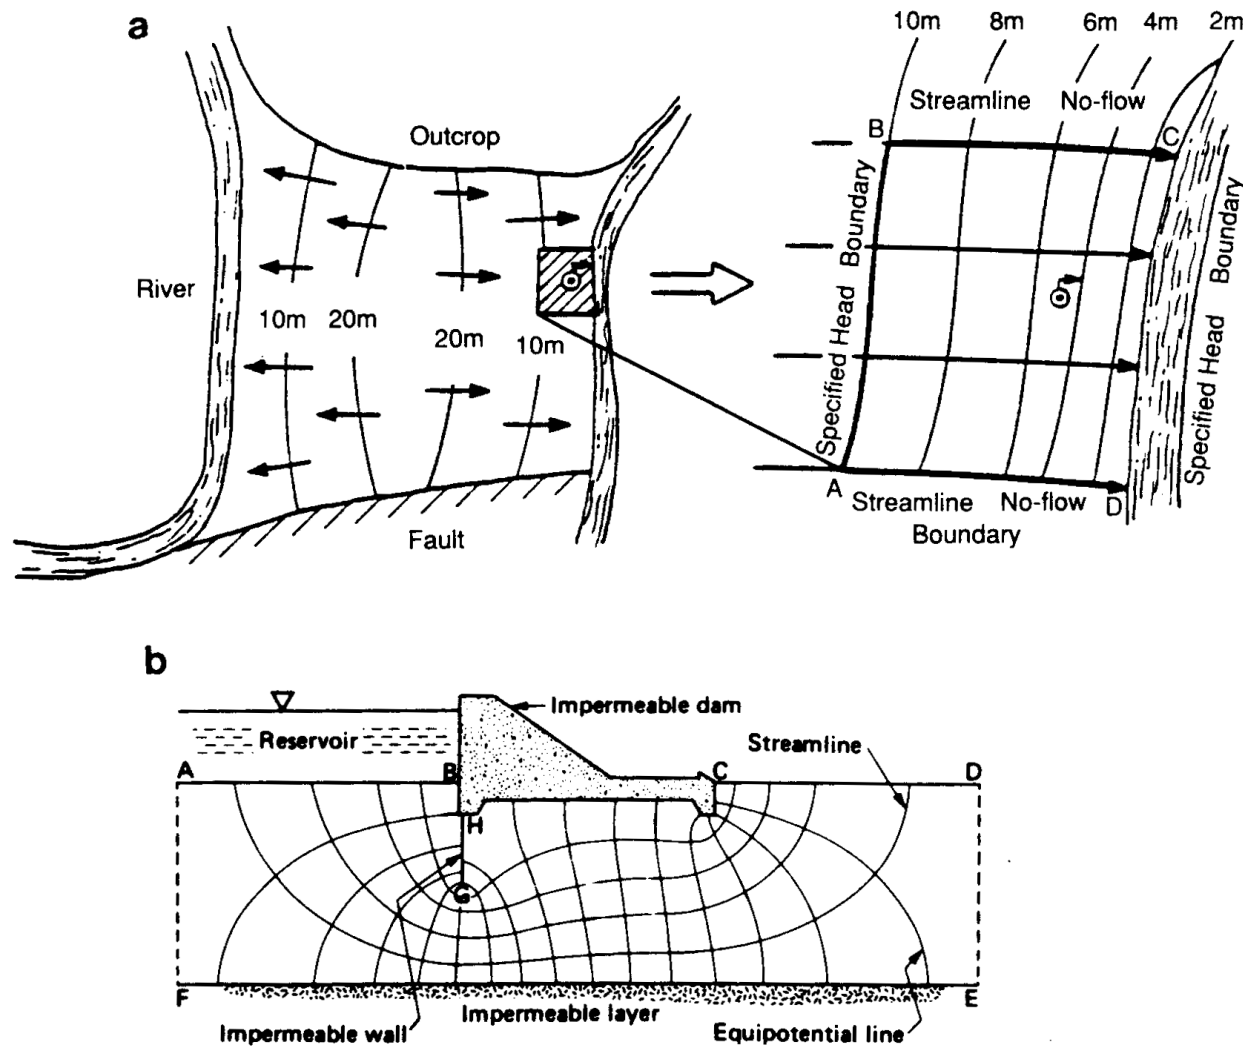 a
10m 8m 6m 4m 2m
Outcrop
Streamline No-flow
B
C
River
10m 20m
20m 10m
Specified Head Boundary
Specified Head Boundary
A
D
Streamline No-flow
Boundary
Fault
b
Impermeable dam
Reservoir
Streamline
A B C D
H
G
F E
Impermeable wall
Impermeable layer
Equipotential line